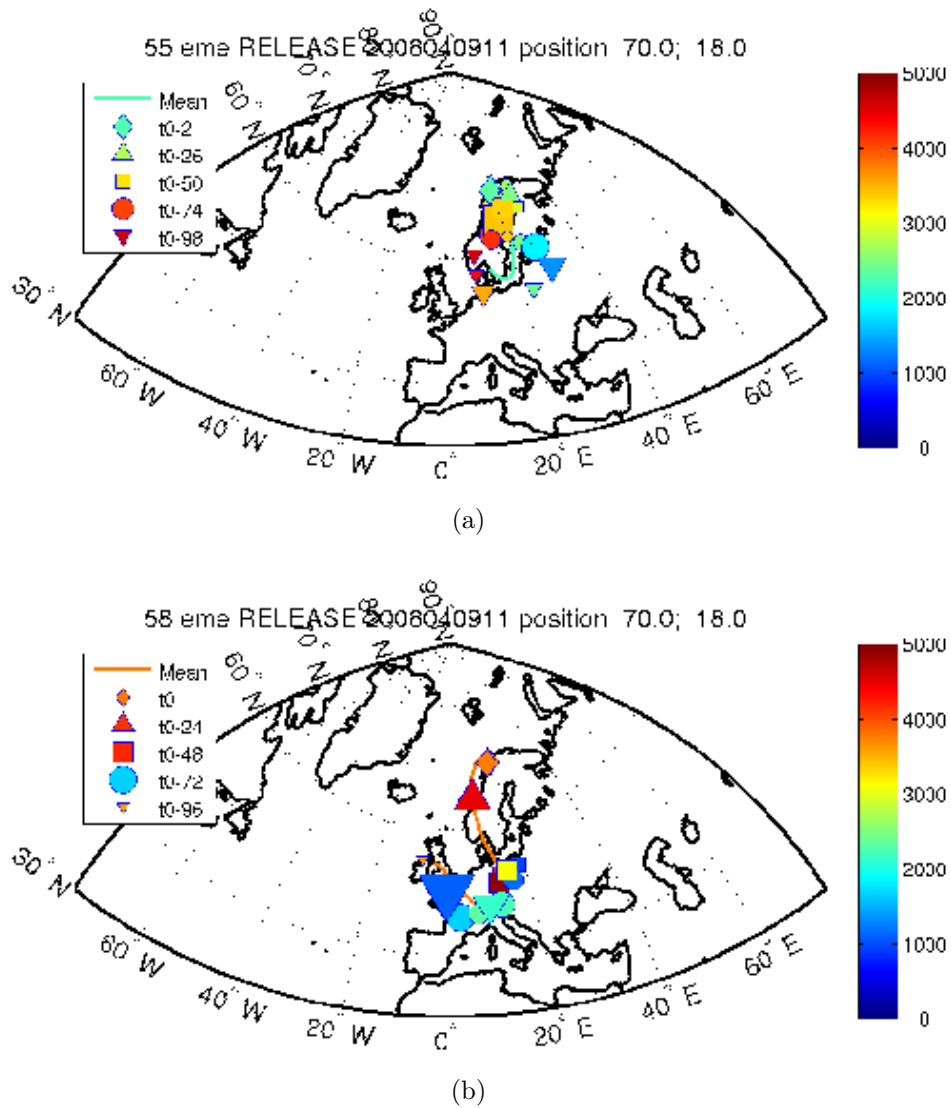 55 eme RELEASE 2008040911 position 70.0; 18.0
Mean
t0-2
t0-26
t0-50
t0-74
t0-98
5000
4000
3000
2000
1000
0
60° N
30° N
60° W
40° W
20° W
0°
20° E
40° E
60° E
(a)
58 eme RELEASE 2008040911 position 70.0; 18.0
Mean
t0
t0-24
t0-48
t0-72
t0-96
5000
4000
3000
2000
1000
0
60° N
30° N
60° W
40° W
20° W
0°
20° E
40° E
60° E
(b)